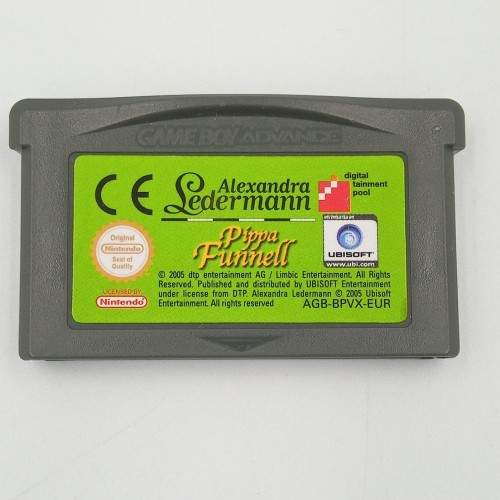 GAME BOY ADVANCE
CE
Alexandra
Ledermann
digital
tainment
pool
Pippa
Funnell
Original
Nintendo
Seal of
Quality
UBISOFT
www.ubi.com
© 2005 dtp entertainment AG / Limbic Entertainment. All Rights
Reserved. Published and distributed by UBISOFT Entertainment
under license from DTP. Alexandra Ledermann © 2005 Ubisoft
Entertainment. All rights reserved
LICENSED BY
Nintendo
AGB-BPVX-EUR